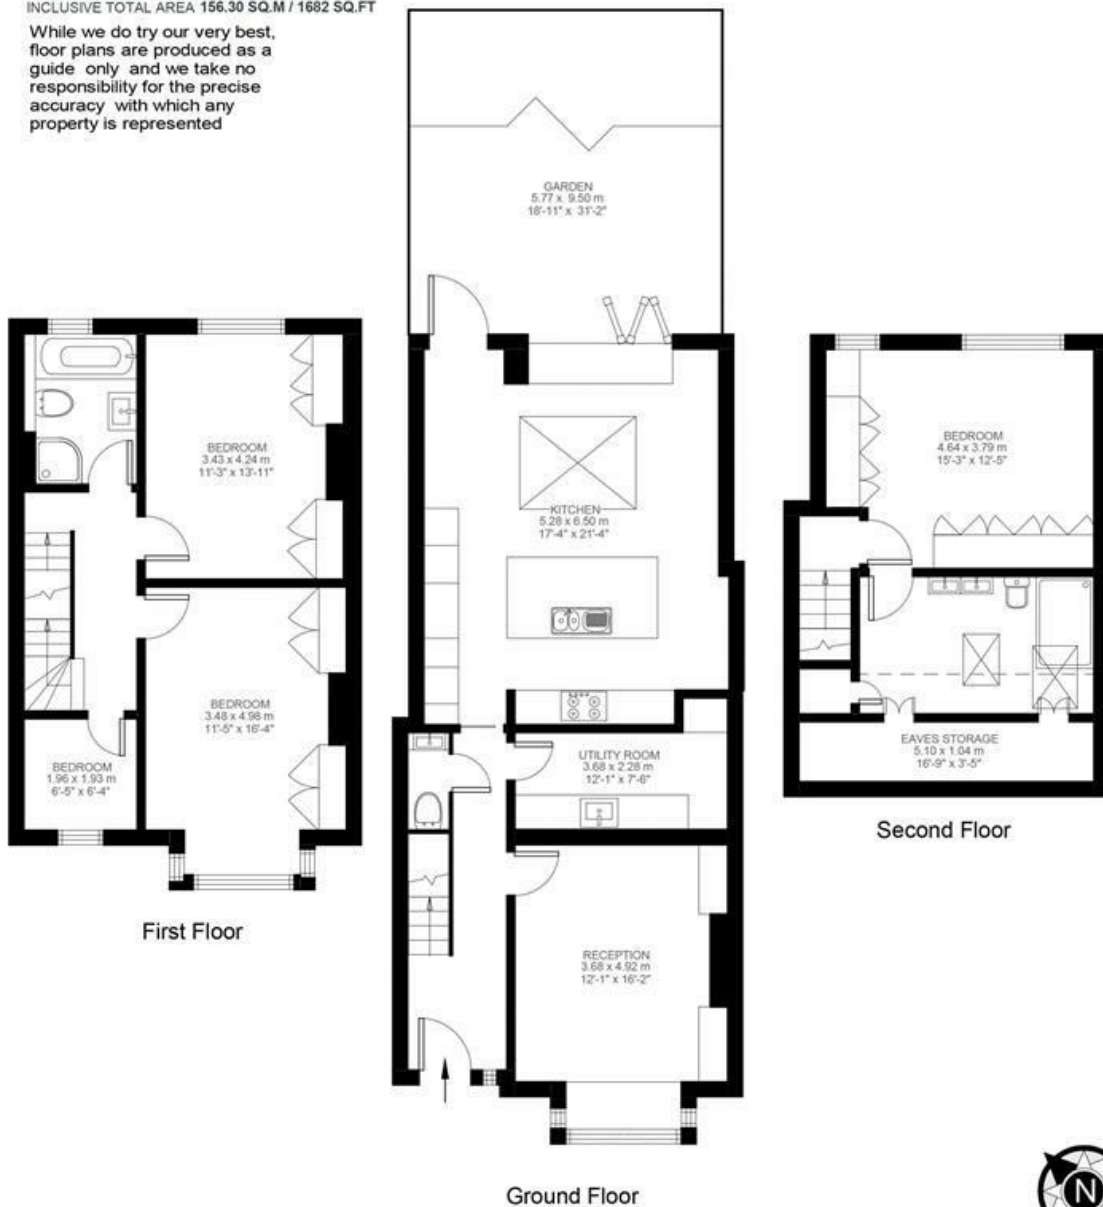 INCLUSIVE TOTAL AREA 156.30 SQ.M / 1682 SQ.FT
While we do try our very best,
floor plans are produced as a
guide only and we take no
responsibility for the precise
accuracy with which any
property is represented
GARDEN
5.77 x 9.50 m
18'-11" x 31'-2"
BEDROOM
3.43 x 4.24 m
11'-3" x 13'-11"
BEDROOM
3.48 x 4.98 m
11'-5" x 16'-4"
BEDROOM
1.96 x 1.93 m
6'-5" x 6'-4"
First Floor
KITCHEN
5.28 x 6.50 m
17'-4" x 21'-4"
UTILITY ROOM
3.68 x 2.28 m
12'-1" x 7'-6"
RECEPTION
3.68 x 4.92 m
12'-1" x 16'-2"
Ground Floor
BEDROOM
4.64 x 3.79 m
15'-3" x 12'-5"
EAVES STORAGE
5.10 x 1.04 m
16'-9" x 3'-5"
Second Floor
N